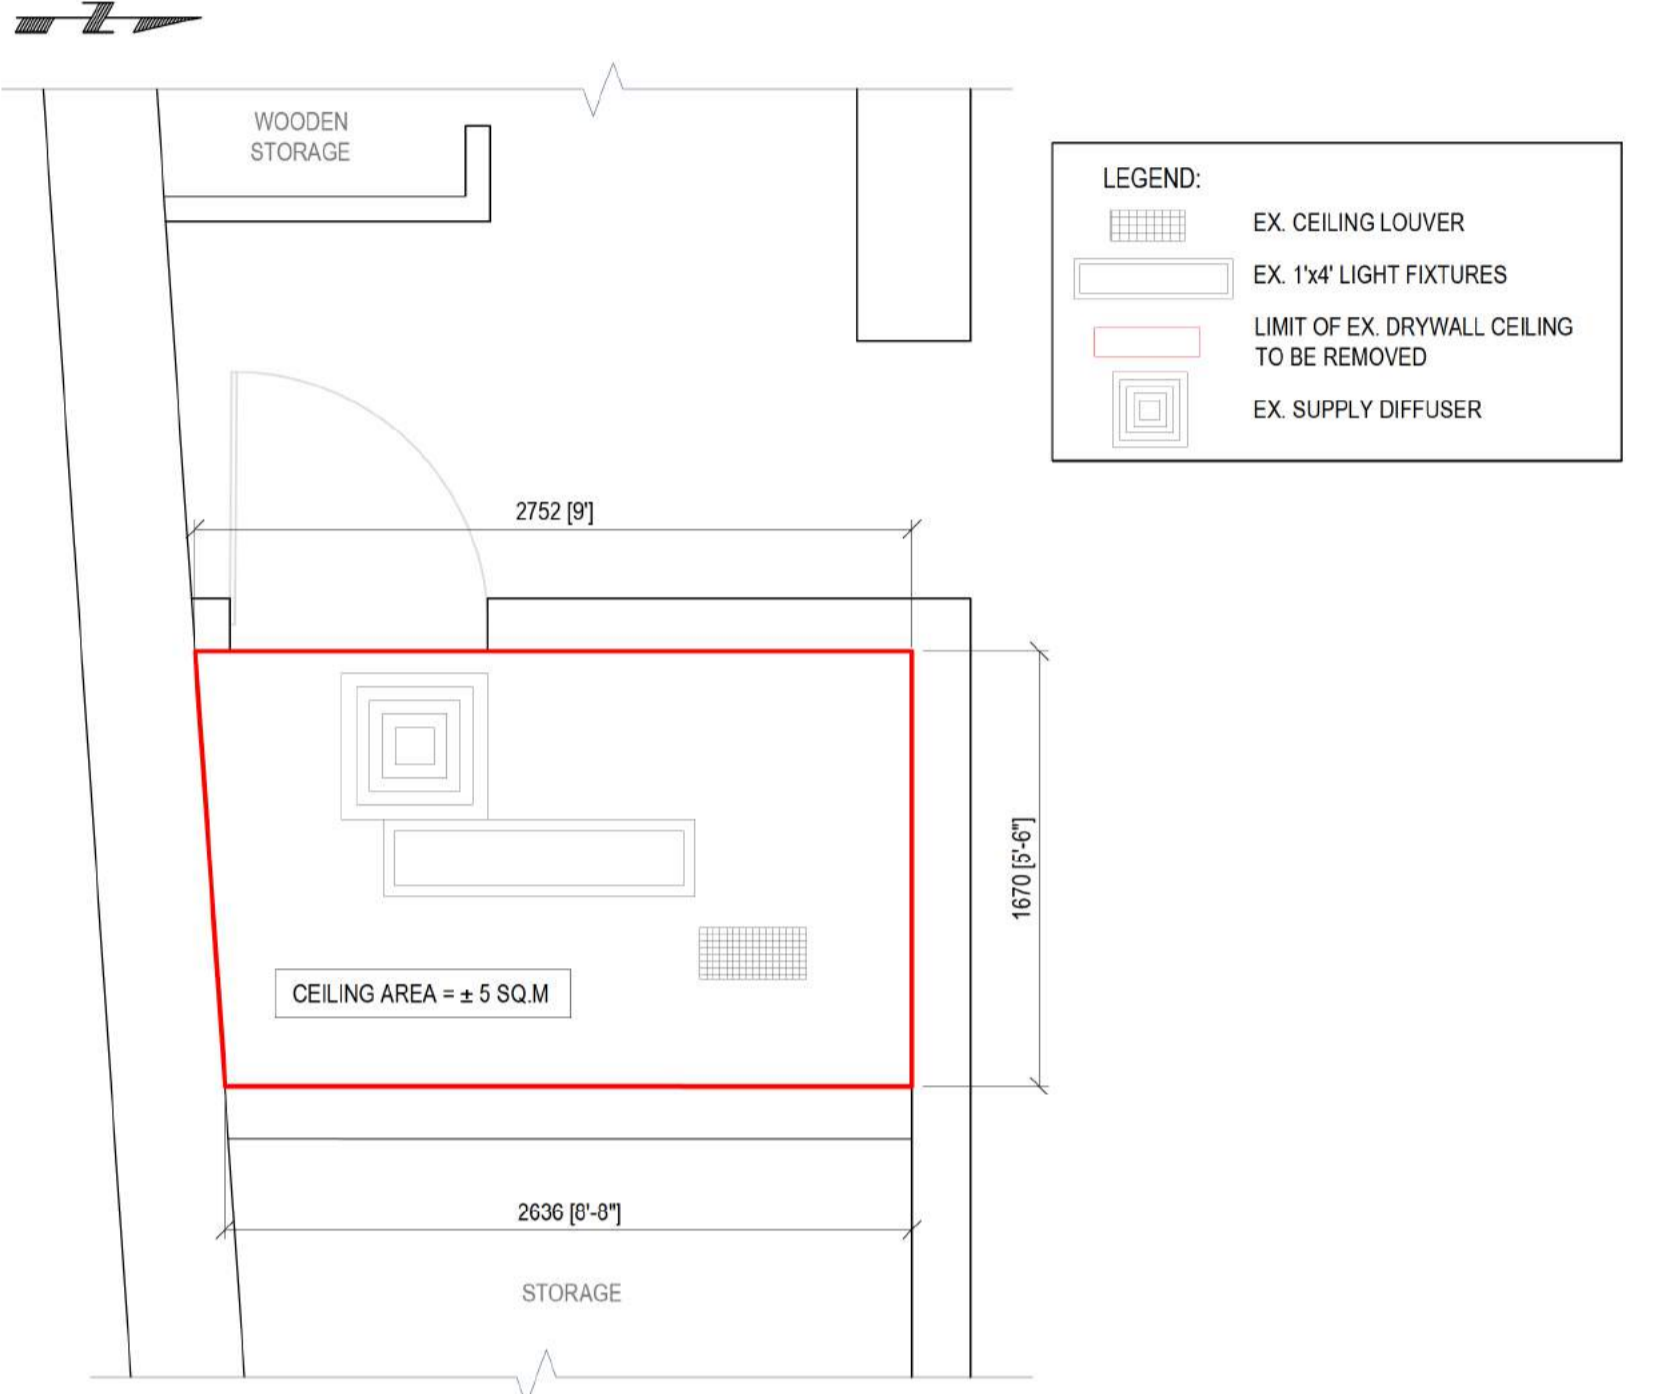 WOODEN
STORAGE
LEGEND:
EX. CEILING LOUVER
EX. 1'x4' LIGHT FIXTURES
LIMIT OF EX. DRYWALL CEILING
TO BE REMOVED
EX. SUPPLY DIFFUSER
2752 [9']
1670 [5'-6"]
CEILING AREA = ± 5 SQ.M
2636 [8'-8"]
STORAGE